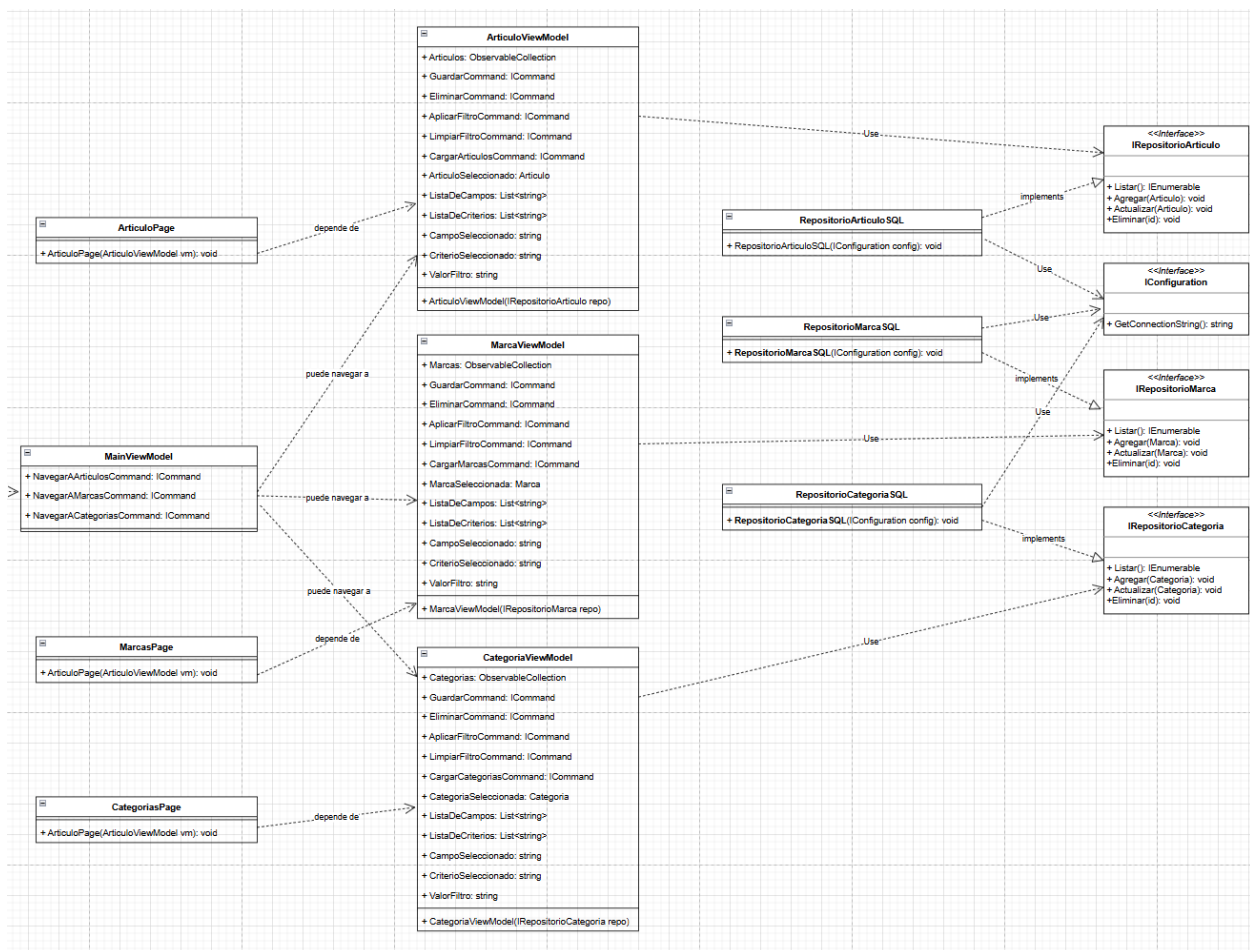 ArticuloViewModel
+ Articulos: ObservableCollection
+ GuardarCommand: ICommand
+ EliminarCommand: ICommand
+ AplicarFiltroCommand: ICommand
+ LimpiarFiltroCommand: ICommand
+ CargarArticulosCommand: ICommand
+ ArticuloSeleccionado: Articulo
+ ListaDeCampos: List<string>
+ ListaDeCriterios: List<string>
+ CampoSeleccionado: string
+ CriterioSeleccionado: string
+ ValorFiltro: string
+ ArticuloViewModel(IRepositorioArticulo repo)
ArticuloPage
+ ArticuloPage(ArticuloViewModel vm): void
depende de
MarcaViewModel
+ Marcas: ObservableCollection
+ GuardarCommand: ICommand
+ EliminarCommand: ICommand
+ AplicarFiltroCommand: ICommand
+ LimpiarFiltroCommand: ICommand
+ CargarMarcasCommand: ICommand
+ MarcaSeleccionada: Marca
+ ListaDeCampos: List<string>
+ ListaDeCriterios: List<string>
+ CampoSeleccionado: string
+ CriterioSeleccionado: string
+ ValorFiltro: string
+ MarcaViewModel(IRepositorioMarca repo)
puede navegar a
MainViewModel
+ NavegarAArticulosCommand: ICommand
+ NavegarAMarcasCommand: ICommand
+ NavegarACategoriasCommand: ICommand
puede navegar a
puede navegar a
MarcasPage
+ ArticuloPage(ArticuloViewModel vm): void
depende de
CategoriaViewModel
+ Categorias: ObservableCollection
+ GuardarCommand: ICommand
+ EliminarCommand: ICommand
+ AplicarFiltroCommand: ICommand
+ LimpiarFiltroCommand: ICommand
+ CargarCategoriasCommand: ICommand
+ CategoriaSeleccionada: Categoria
+ ListaDeCampos: List<string>
+ ListaDeCriterios: List<string>
+ CampoSeleccionado: string
+ CriterioSeleccionado: string
+ ValorFiltro: string
+ CategoriaViewModel(IRepositorioCategoria repo)
CategoriasPage
+ ArticuloPage(ArticuloViewModel vm): void
depende de
Use
<<Interface>>
IRepositorioArticulo
+ Listar(): IEnumerable
+ Agregar(Articulo): void
+ Actualizar(Articulo): void
+Eliminar(id): void
implements
RepositorioArticuloSQL
+ RepositorioArticuloSQL(IConfiguration config): void
Use
<<Interface>>
IConfiguration
+ GetConnectionString(): string
RepositorioMarcaSQL
+ RepositorioMarcaSQL(IConfiguration config): void
Use
implements
<<Interface>>
IRepositorioMarca
+ Listar(): IEnumerable
+ Agregar(Marca): void
+ Actualizar(Marca): void
+Eliminar(id): void
Use
Use
RepositorioCategoriaSQL
+ RepositorioCategoriaSQL(IConfiguration config): void
implements
<<Interface>>
IRepositorioCategoria
+ Listar(): IEnumerable
+ Agregar(Categoria): void
+ Actualizar(Categoria): void
+Eliminar(id): void
Use